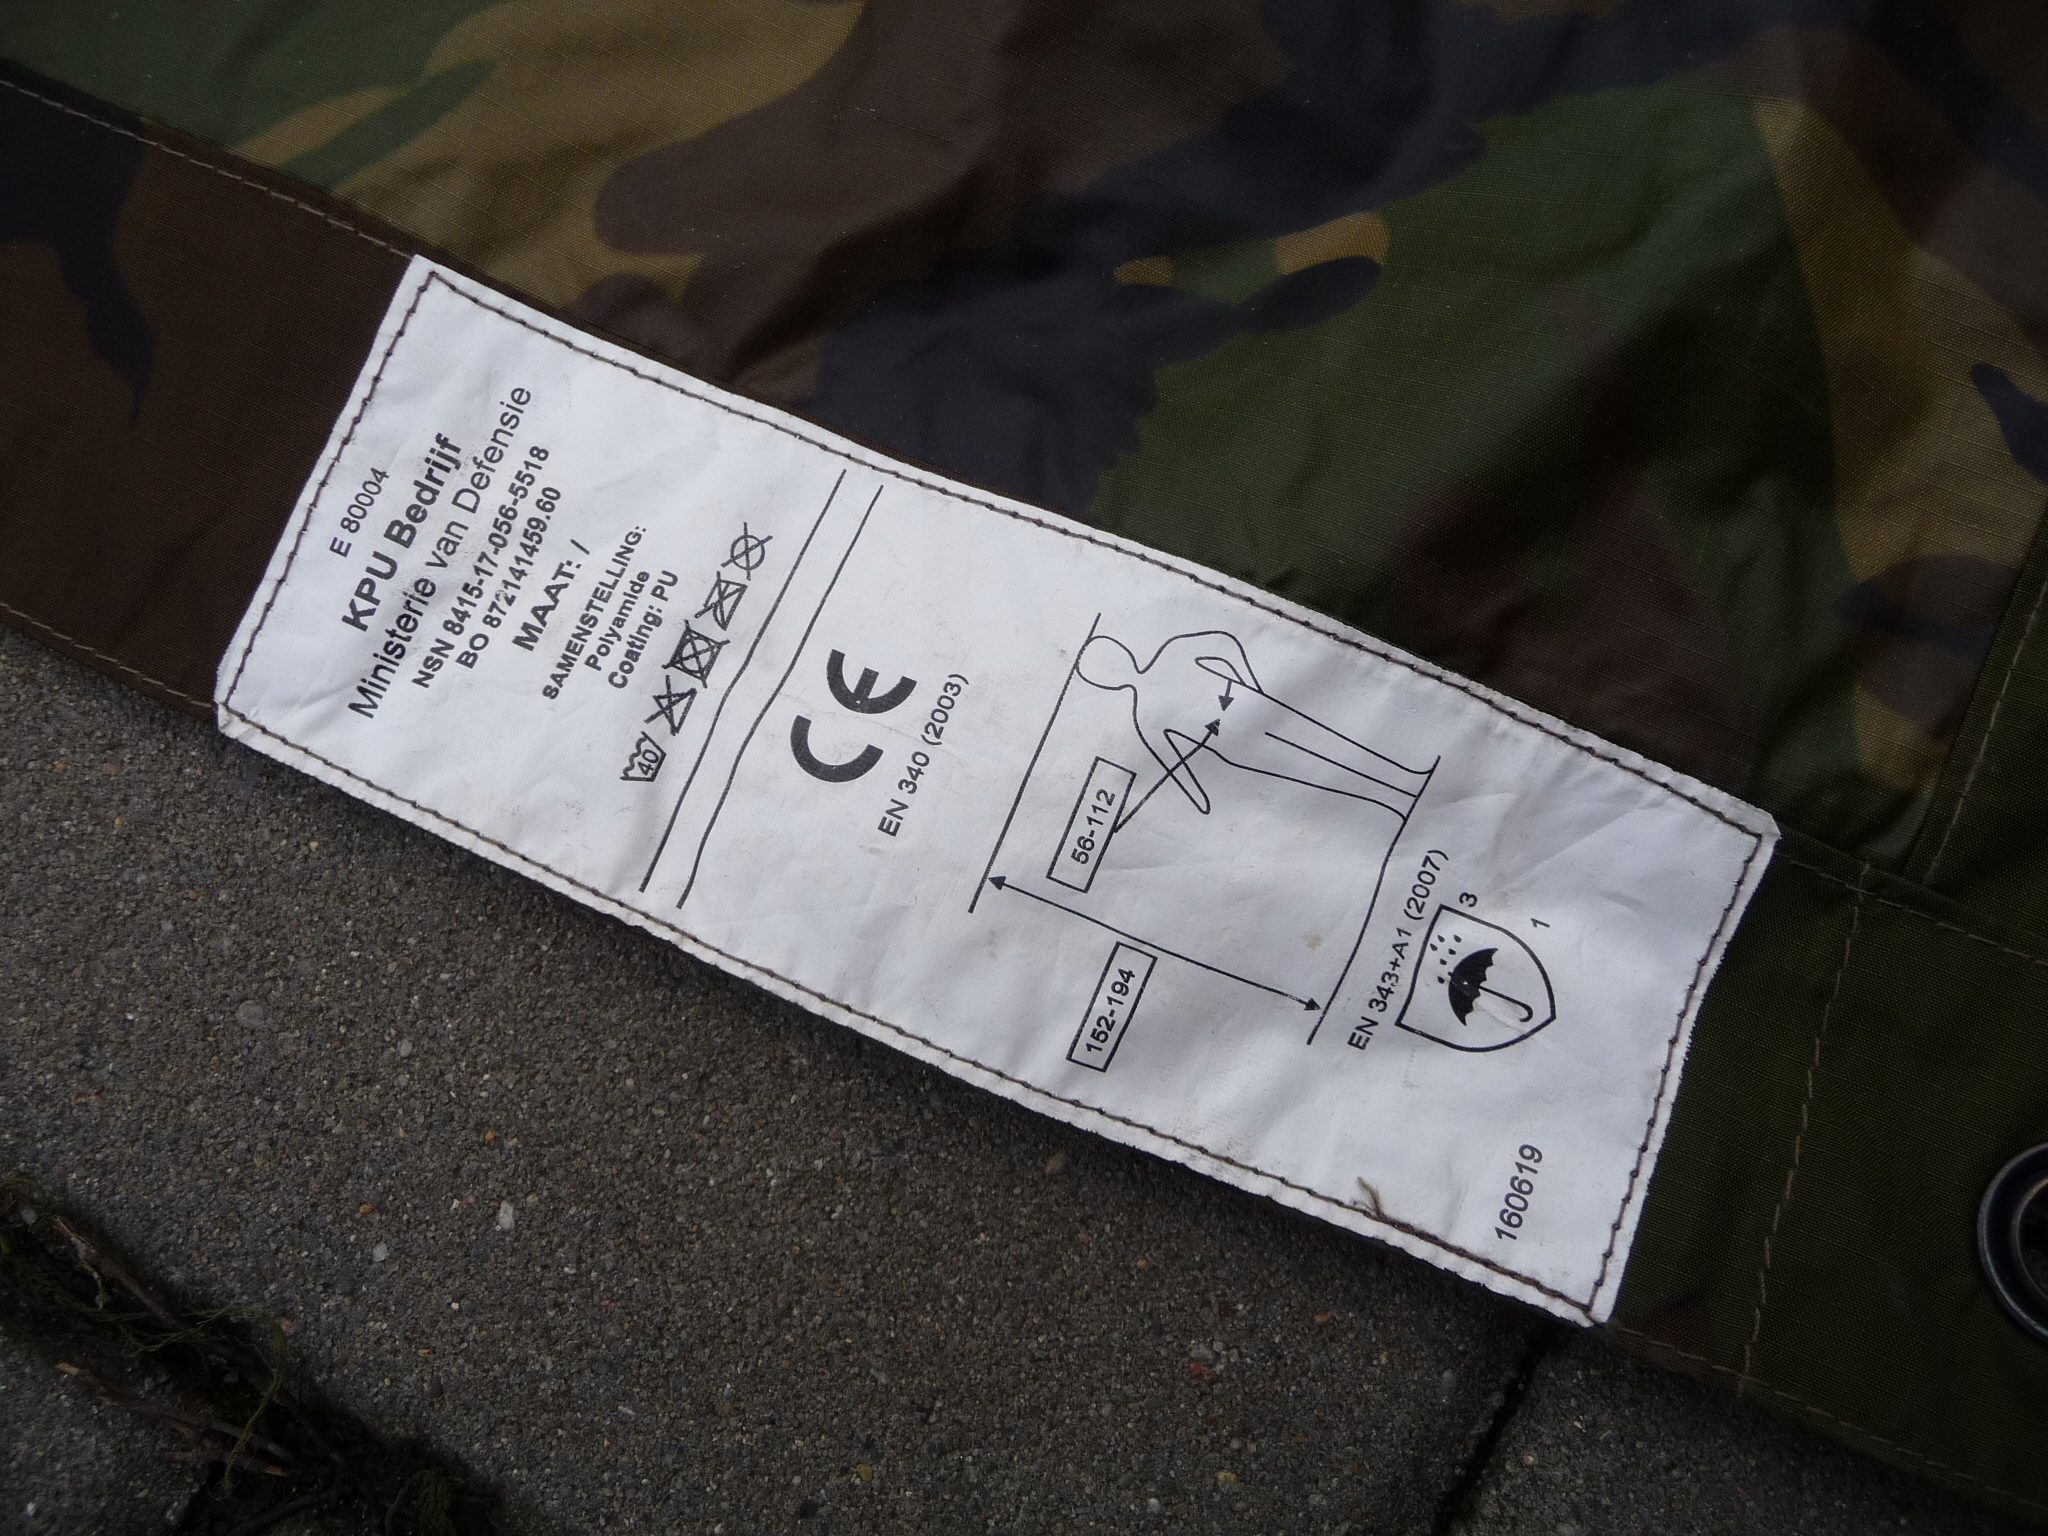 E 80004
KPU Bedrijf
Ministerie van Defensie
NSN 8415-17-056-5518
BO 872141459.60
MAAT: /
SAMENSTELLING:
Polyamide
Coating: PU
40
CE
EN 340 (2003)
56-112
152-194
EN 343+A1 (2007)
3
1
160619